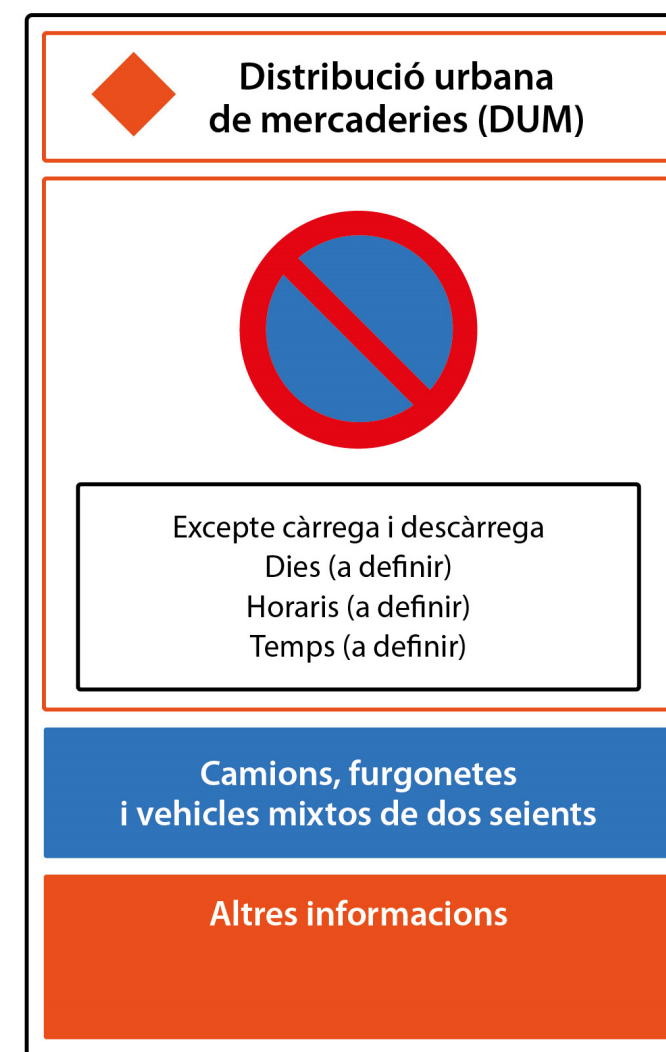 Distribució urbana
de mercaderies (DUM)
Excepte càrrega i descàrrega
Dies (a definir)
Horaris (a definir)
Temps (a definir)
Camions, furgonetes
i vehicles mixtos de dos seients
Altres informacions